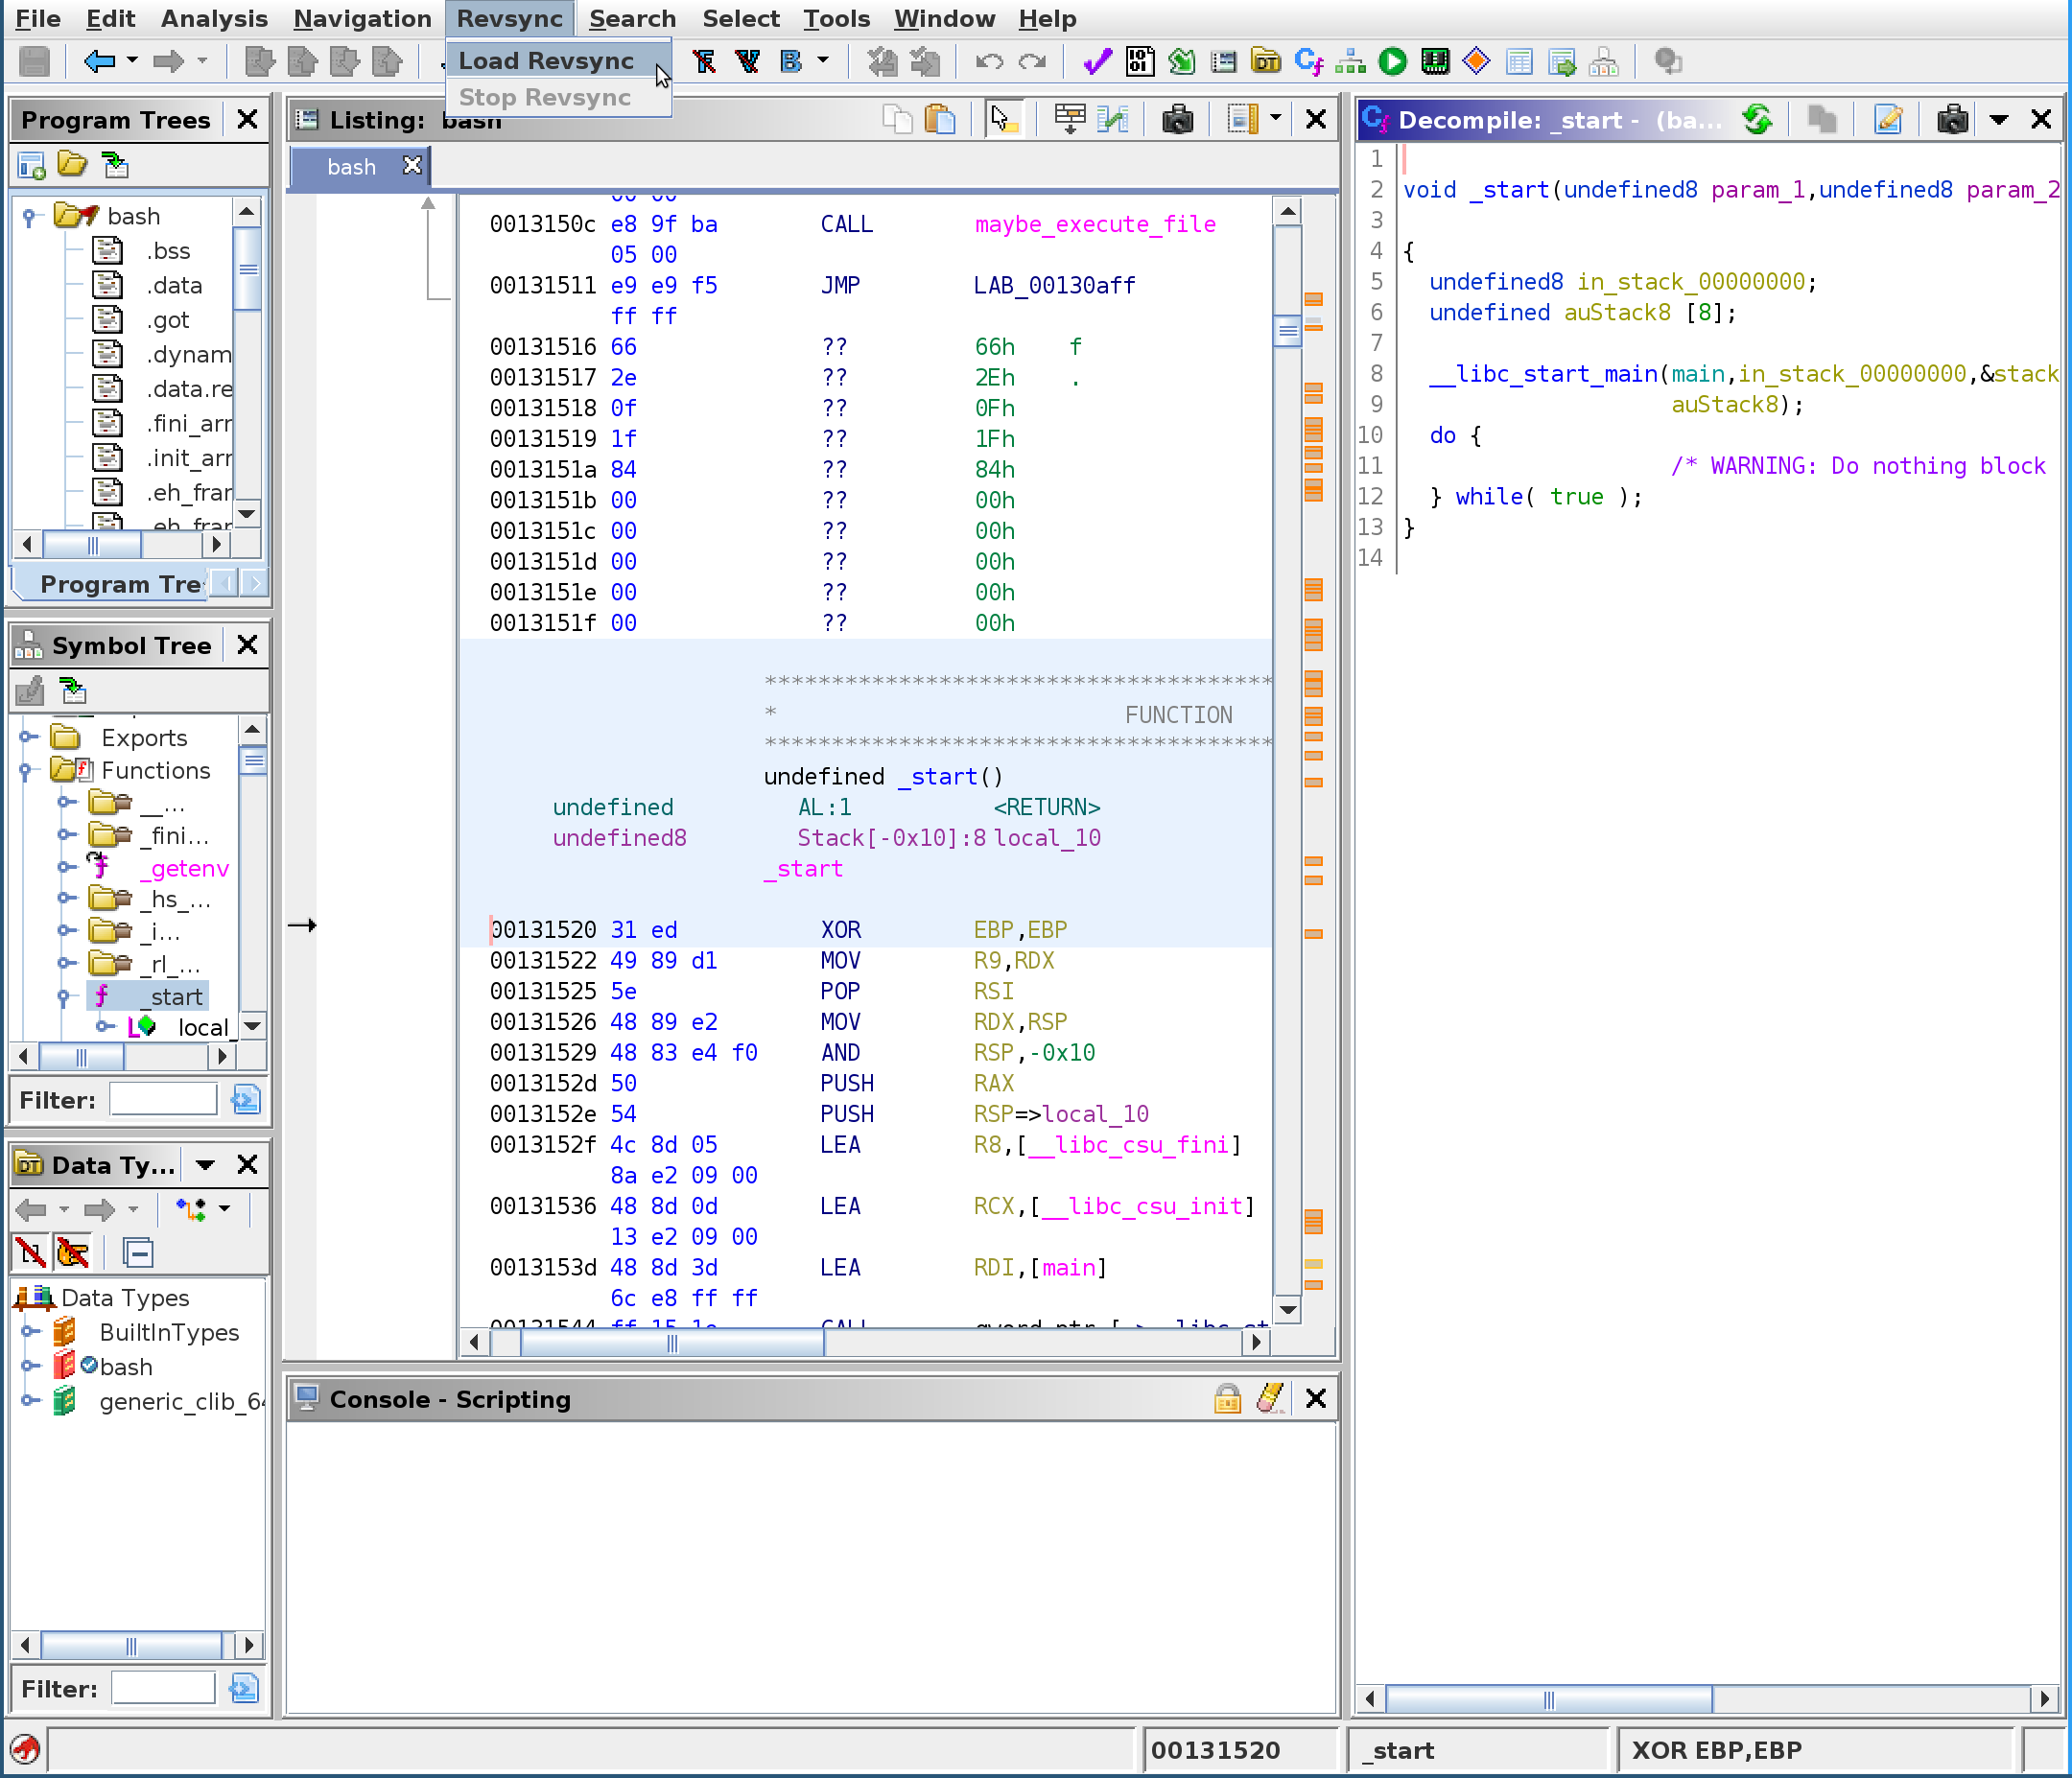 File Edit Analysis Navigation Revsync Search Select Tools Window Help
Load Revsync
Stop Revsync
Program Trees
bash
.bss
.data
.got
.dynam
.data.re
.fini_arr
.init_arr
.eh_frar
Program Tre
Symbol Tree
Exports
Functions
__...
_fini...
_getenv
_hs_...
_i...
_rl_...
_start
local_
Filter:
Data Ty...
Data Types
BuiltInTypes
bash
generic_clib_64
Filter:
Listing: bash
bash
00 00
0013150c e8 9f ba CALL maybe_execute_file
05 00
00131511 e9 e9 f5 JMP LAB_00130aff
ff ff
00131516 66 ?? 66h f
00131517 2e ?? 2Eh .
00131518 0f ?? 0Fh
00131519 1f ?? 1Fh
0013151a 84 ?? 84h
0013151b 00 ?? 00h
0013151c 00 ?? 00h
0013151d 00 ?? 00h
0013151e 00 ?? 00h
0013151f 00 ?? 00h
**************************************
* FUNCTION
**************************************
undefined _start()
undefined AL:1 <RETURN>
undefined8 Stack[-0x10]:8 local_10
_start
00131520 31 ed XOR EBP,EBP
00131522 49 89 d1 MOV R9,RDX
00131525 5e POP RSI
00131526 48 89 e2 MOV RDX,RSP
00131529 48 83 e4 f0 AND RSP,-0x10
0013152d 50 PUSH RAX
0013152e 54 PUSH RSP=>local_10
0013152f 4c 8d 05 LEA R8,[__libc_csu_fini]
8a e2 09 00
00131536 48 8d 0d LEA RCX,[__libc_csu_init]
13 e2 09 00
0013153d 48 8d 3d LEA RDI,[main]
6c e8 ff ff
00131544 ff 15 1e CALL qword ptr [->__libc_st
Console - Scripting
Decompile: _start - (ba...
1
2 void _start(undefined8 param_1,undefined8 param_2
3
4 {
5 undefined8 in_stack_00000000;
6 undefined auStack8 [8];
7
8 __libc_start_main(main,in_stack_00000000,&stack
9 auStack8);
10 do {
11 /* WARNING: Do nothing block
12 } while( true );
13 }
14
00131520 _start XOR EBP,EBP